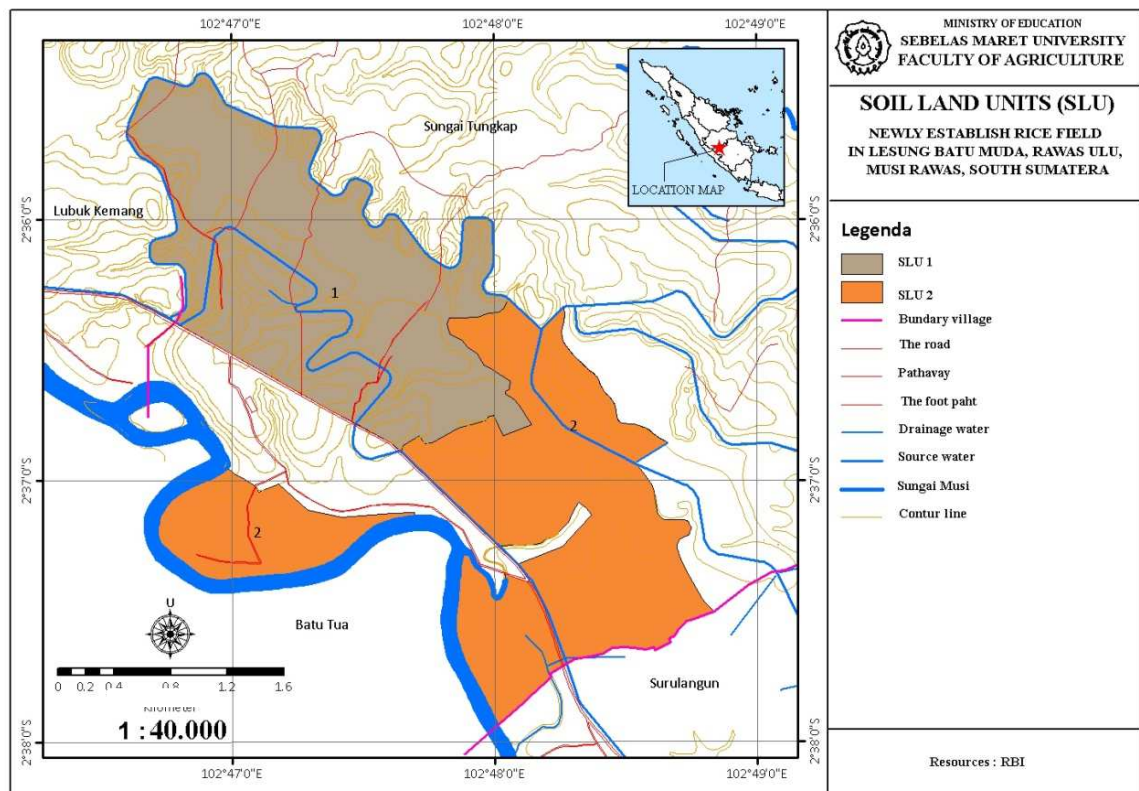 102°47'0"E 102°48'0"E 102°49'0"E
Sungai Tungkap
Lubuk Kemang
LOCATION MAP
2°36'0"S
2°36'0"S
1
2
2°37'0"S
2°37'0"S
2
U
Batu Tua
Surulangun
0 0.2 0.4 0.8 1.2 1.6
Kilometer
1 : 40.000
2°38'0"S
2°38'0"S
102°47'0"E 102°48'0"E 102°49'0"E
MINISTRY OF EDUCATION
SEBELAS MARET UNIVERSITY
FACULTY OF AGRICULTURE
SOIL LAND UNITS (SLU)
NEWLY ESTABLISH RICE FIELD
IN LESUNG BATU MUDA, RAWAS ULU,
MUSI RAWAS, SOUTH SUMATERA
Legenda
SLU 1
SLU 2
Bundary village
The road
Pathavay
The foot paht
Drainage water
Source water
Sungai Musi
Contur line
Resources : RBI